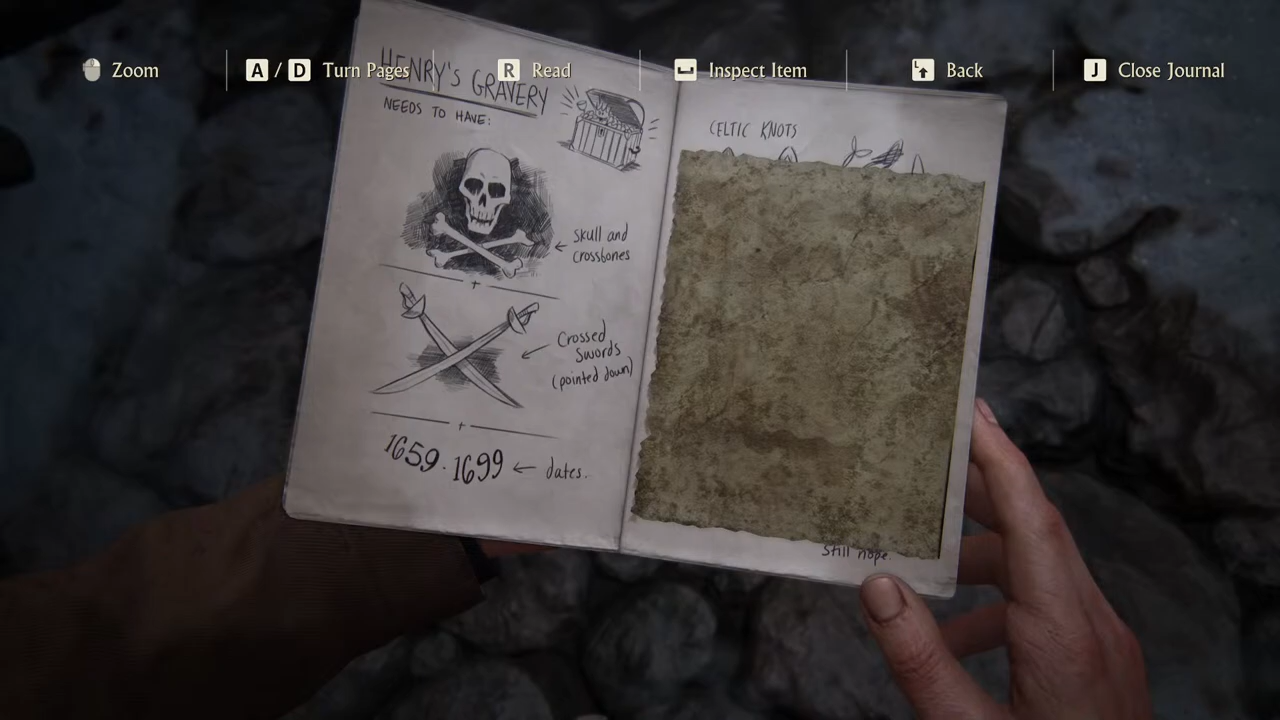 Zoom
A / D Turn Pages
R Read
Inspect Item
Back
J Close Journal
HENRY'S GRAVERY
NEEDS TO HAVE:
skull and
crossbones
+
Crossed
Swords
(pointed down)
+
1659 - 1699 ← dates.
CELTIC KNOTS
Still nope.